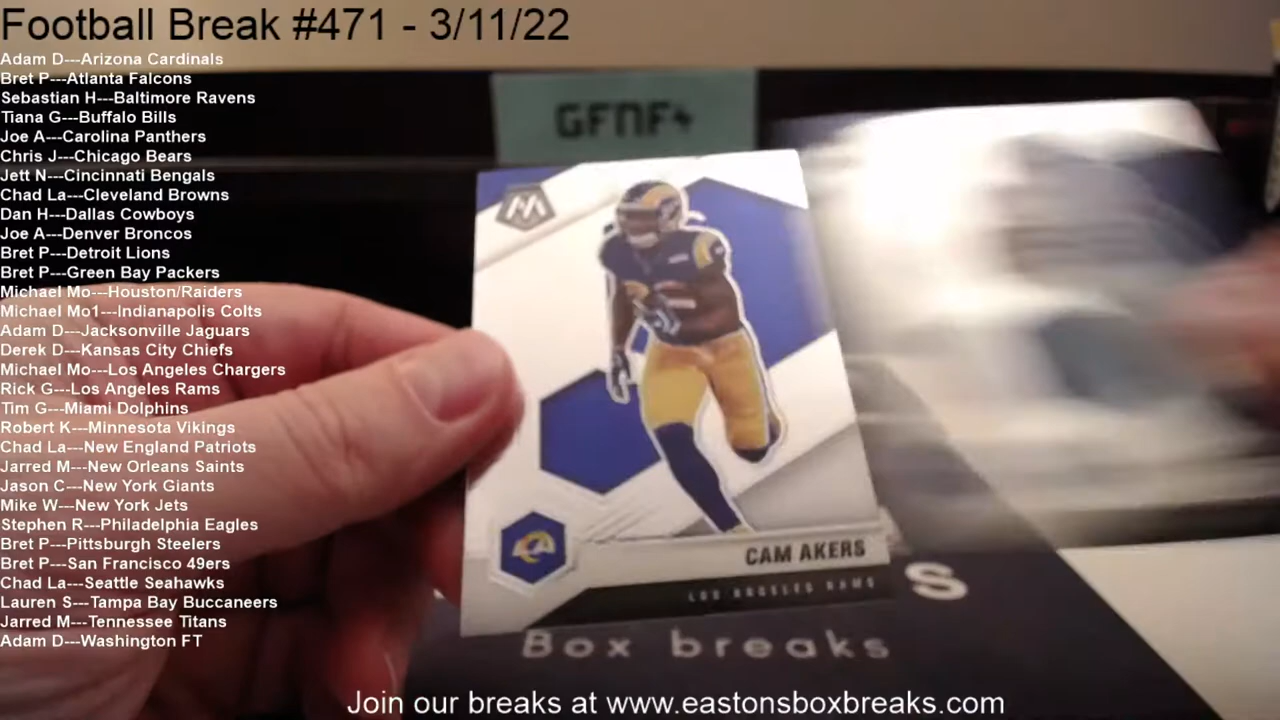 Football Break #471 - 3/11/22
Adam D---Arizona Cardinals
Bret P---Atlanta Falcons
Sebastian H---Baltimore Ravens
Tiana G---Buffalo Bills
Joe A---Carolina Panthers
Chris J---Chicago Bears
Jett N---Cincinnati Bengals
Chad La---Cleveland Browns
Dan H---Dallas Cowboys
Joe A---Denver Broncos
Bret P---Detroit Lions
Bret P---Green Bay Packers
Michael Mo---Houston/Raiders
Michael Mo1---Indianapolis Colts
Adam D---Jacksonville Jaguars
Derek D---Kansas City Chiefs
Michael Mo---Los Angeles Chargers
Rick G---Los Angeles Rams
Tim G---Miami Dolphins
Robert K---Minnesota Vikings
Chad La---New England Patriots
Jarred M---New Orleans Saints
Jason C---New York Giants
Mike W---New York Jets
Stephen R---Philadelphia Eagles
Bret P---Pittsburgh Steelers
Bret P---San Francisco 49ers
Chad La---Seattle Seahawks
Lauren S---Tampa Bay Buccaneers
Jarred M---Tennessee Titans
Adam D---Washington FT
GFNF4
M
CAM AKERS
LOS ANGELES RAMS
s
Box breaks
Join our breaks at www.eastonsboxbreaks.com